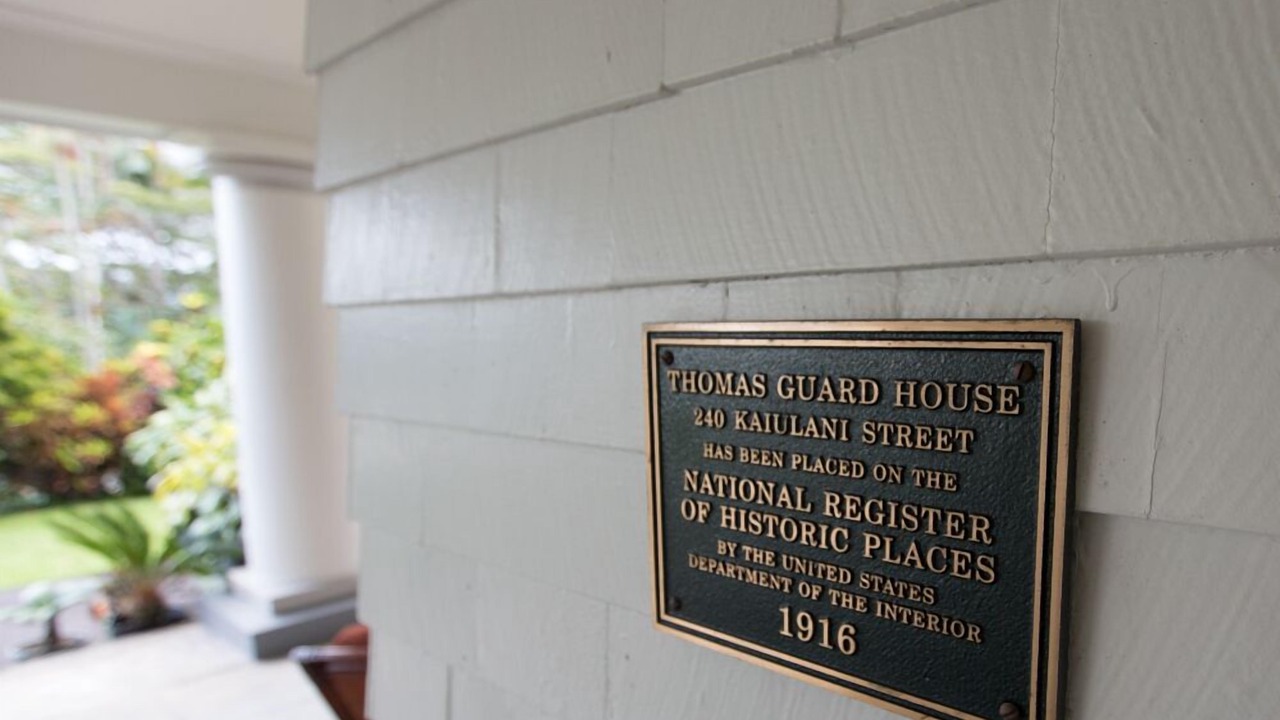 THOMAS GUARD HOUSE
240 KAIULANI STREET
HAS BEEN PLACED ON THE
NATIONAL REGISTER
OF HISTORIC PLACES
BY THE UNITED STATES
DEPARTMENT OF THE INTERIOR
1916